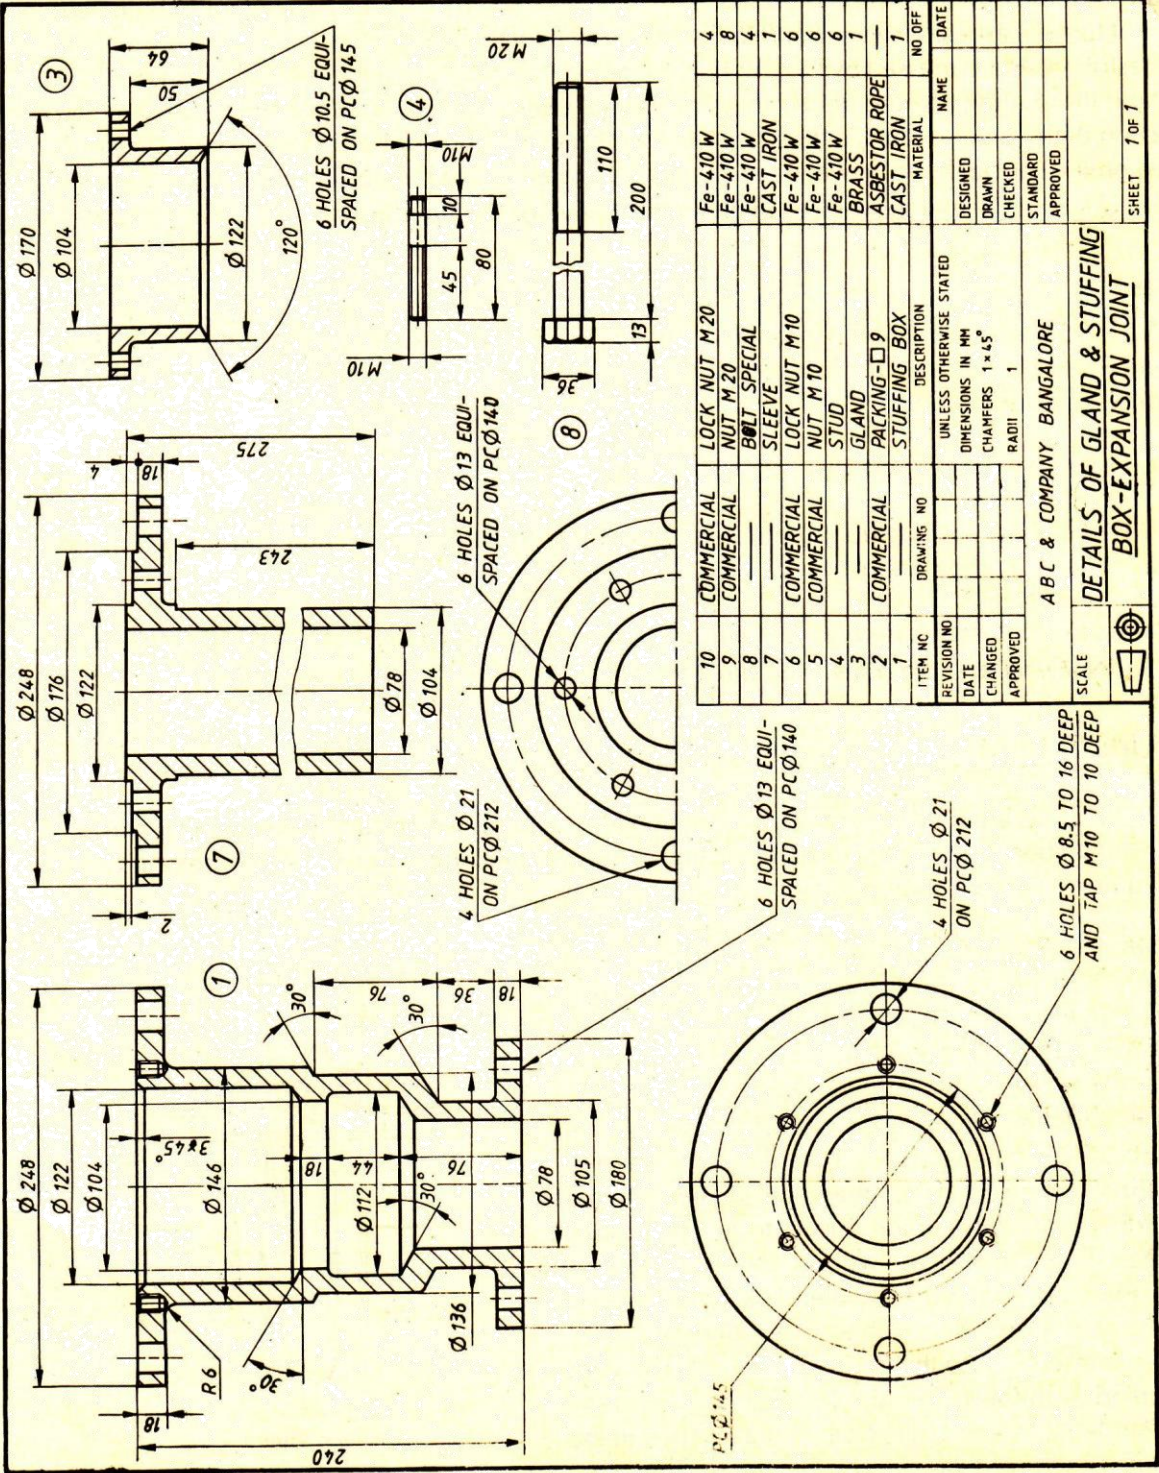 Ø 248
Ø 122
Ø 104
3x45°
Ø 146
18
44
Ø 112
76
30°
Ø 78
Ø 105
Ø 180
Ø 136
R 6
30°
18
240
1
30°
76
30°
36
18
6 HOLES Ø 13 EQUI-
SPACED ON PCØ 140
Ø 248
Ø 176
Ø 122
4
18
275
243
2
7
Ø 78
Ø 104
4 HOLES Ø 21
ON PCØ 212
6 HOLES Ø 13 EQUI-
SPACED ON PCØ 140
3
Ø 170
Ø 104
64
50
Ø 122
120°
6 HOLES Ø 10.5 EQUI-
SPACED ON PCØ 145
4
M10
M10
10
45
80
8
M 20
36
13
110
200
4 HOLES Ø 21
ON PCØ 212
6 HOLES Ø 8.5 TO 16 DEEP
AND TAP M10 TO 10 DEEP
PCØ 145
10 COMMERCIAL LOCK NUT M 20 Fe-410 W 4
9 COMMERCIAL NUT M 20 Fe-410 W 8
8 BOLT SPECIAL Fe-410 W 4
7 SLEEVE CAST IRON 1
6 COMMERCIAL LOCK NUT M 10 Fe-410 W 6
5 COMMERCIAL NUT M 10 Fe-410 W 6
4 STUD Fe-410 W 6
3 GLAND BRASS 1
2 COMMERCIAL PACKING-□ 9 ASBESTOR ROPE —
1 STUFFING BOX CAST IRON 1
ITEM NC DRAWING NO DESCRIPTION MATERIAL NO OFF
REVISION NO
DATE
CHANGED
APPROVED
UNLESS OTHERWISE STATED
DIMENSIONS IN MM
CHAMFERS 1 x 45°
RADII 1
NAME DATE
DESIGNED
DRAWN
CHECKED
STANDARD
APPROVED
A B C & COMPANY BANGALORE
SCALE
DETAILS OF GLAND & STUFFING
BOX-EXPANSION JOINT
SHEET 1 OF 1